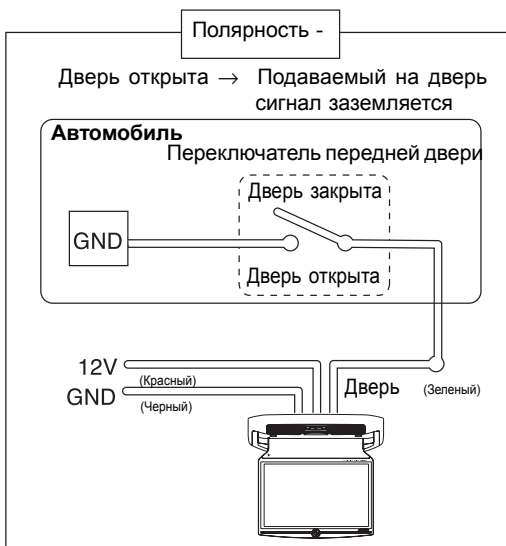 Полярность -
Дверь открыта → Подаваемый на дверь
сигнал заземляется
Автомобиль
Переключатель передней двери
Дверь закрыта
GND
Дверь открыта
12V
(Красный)
GND
(Черный)
Дверь
(Зеленый)